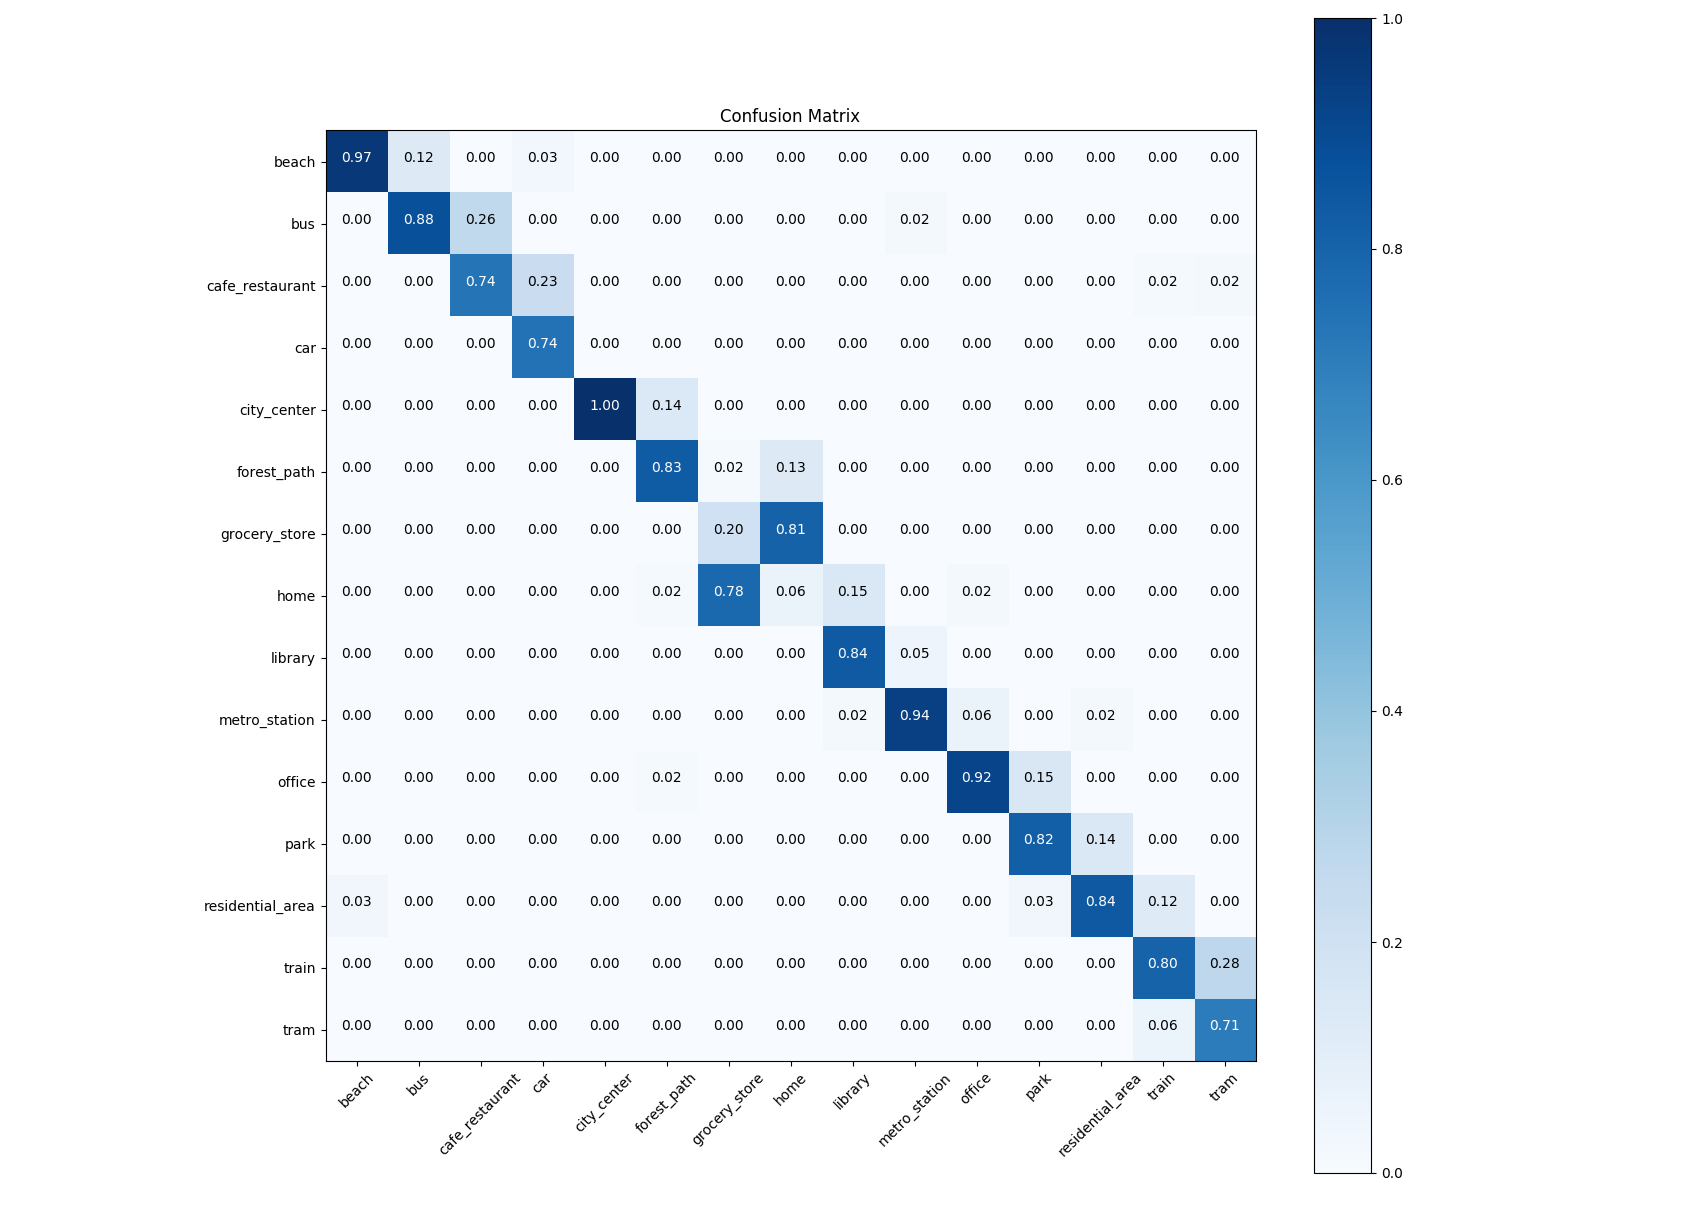 Confusion Matrix
beach 0.97 0.12 0.00 0.03 0.00 0.00 0.00 0.00 0.00 0.00 0.00 0.00 0.00 0.00 0.00
bus 0.00 0.88 0.26 0.00 0.00 0.00 0.00 0.00 0.00 0.02 0.00 0.00 0.00 0.00 0.00
cafe_restaurant 0.00 0.00 0.74 0.23 0.00 0.00 0.00 0.00 0.00 0.00 0.00 0.00 0.00 0.02 0.02
car 0.00 0.00 0.00 0.74 0.00 0.00 0.00 0.00 0.00 0.00 0.00 0.00 0.00 0.00 0.00
city_center 0.00 0.00 0.00 0.00 1.00 0.14 0.00 0.00 0.00 0.00 0.00 0.00 0.00 0.00 0.00
forest_path 0.00 0.00 0.00 0.00 0.00 0.83 0.02 0.13 0.00 0.00 0.00 0.00 0.00 0.00 0.00
grocery_store 0.00 0.00 0.00 0.00 0.00 0.00 0.20 0.81 0.00 0.00 0.00 0.00 0.00 0.00 0.00
home 0.00 0.00 0.00 0.00 0.00 0.02 0.78 0.06 0.15 0.00 0.02 0.00 0.00 0.00 0.00
library 0.00 0.00 0.00 0.00 0.00 0.00 0.00 0.00 0.84 0.05 0.00 0.00 0.00 0.00 0.00
metro_station 0.00 0.00 0.00 0.00 0.00 0.00 0.00 0.00 0.02 0.94 0.06 0.00 0.02 0.00 0.00
office 0.00 0.00 0.00 0.00 0.00 0.02 0.00 0.00 0.00 0.00 0.92 0.15 0.00 0.00 0.00
park 0.00 0.00 0.00 0.00 0.00 0.00 0.00 0.00 0.00 0.00 0.00 0.82 0.14 0.00 0.00
residential_area 0.03 0.00 0.00 0.00 0.00 0.00 0.00 0.00 0.00 0.00 0.00 0.03 0.84 0.12 0.00
train 0.00 0.00 0.00 0.00 0.00 0.00 0.00 0.00 0.00 0.00 0.00 0.00 0.00 0.80 0.28
tram 0.00 0.00 0.00 0.00 0.00 0.00 0.00 0.00 0.00 0.00 0.00 0.00 0.00 0.06 0.71
beach bus cafe_restaurant car city_center forest_path grocery_store home library metro_station office park residential_area train tram
1.0
0.8
0.6
0.4
0.2
0.0